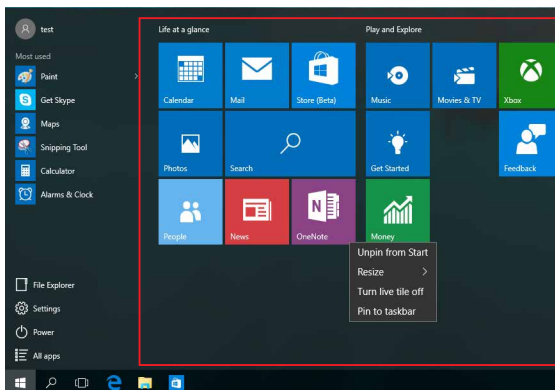 test
Most used
Paint
Get Skype
Maps
Snipping Tool
Calculator
Alarms & Clock
File Explorer
Settings
Power
All apps
Life at a glance
Play and Explore
Calendar
Mail
Store (Beta)
Music
Movies & TV
Xbox
Photos
Search
Get Started
Feedback
People
News
OneNote
Money
Unpin from Start
Resize
Turn live tile off
Pin to taskbar